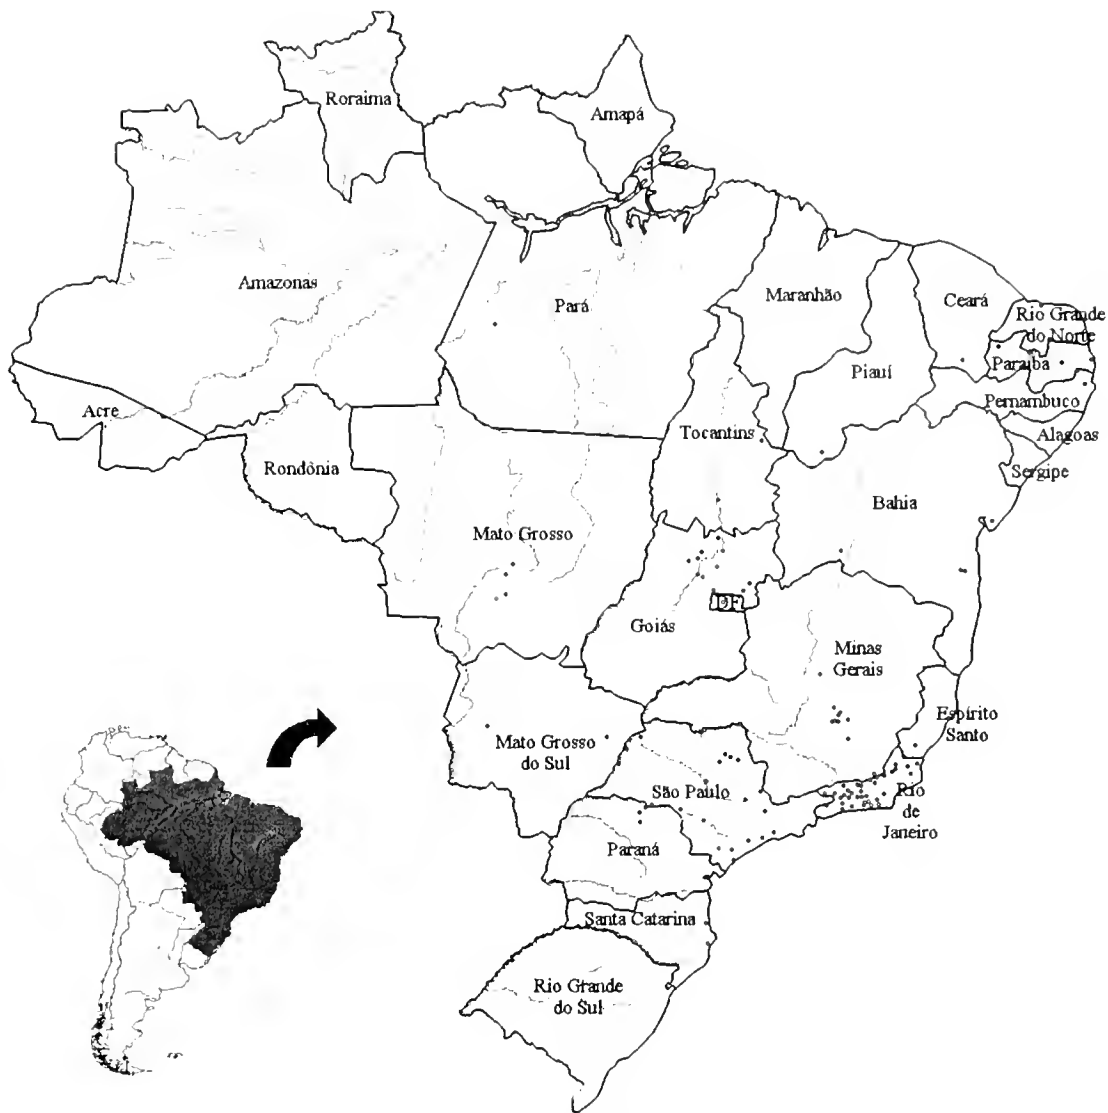 Roraima
Amapá
Amazonas
Pará
Maranhão
Ceará
Rio Grande
do Norte
Paraíba
Piauí
Pernambuco
Acre
Tocantins
Alagoas
Rondônia
Sergipe
Bahia
Mato Grosso
DF
Goiás
Minas
Gerais
Espírito
Santo
Mato Grosso
do Sul
São Paulo
Rio
de
Janeiro
Paraná
Santa Catarina
Rio Grande
do Sul